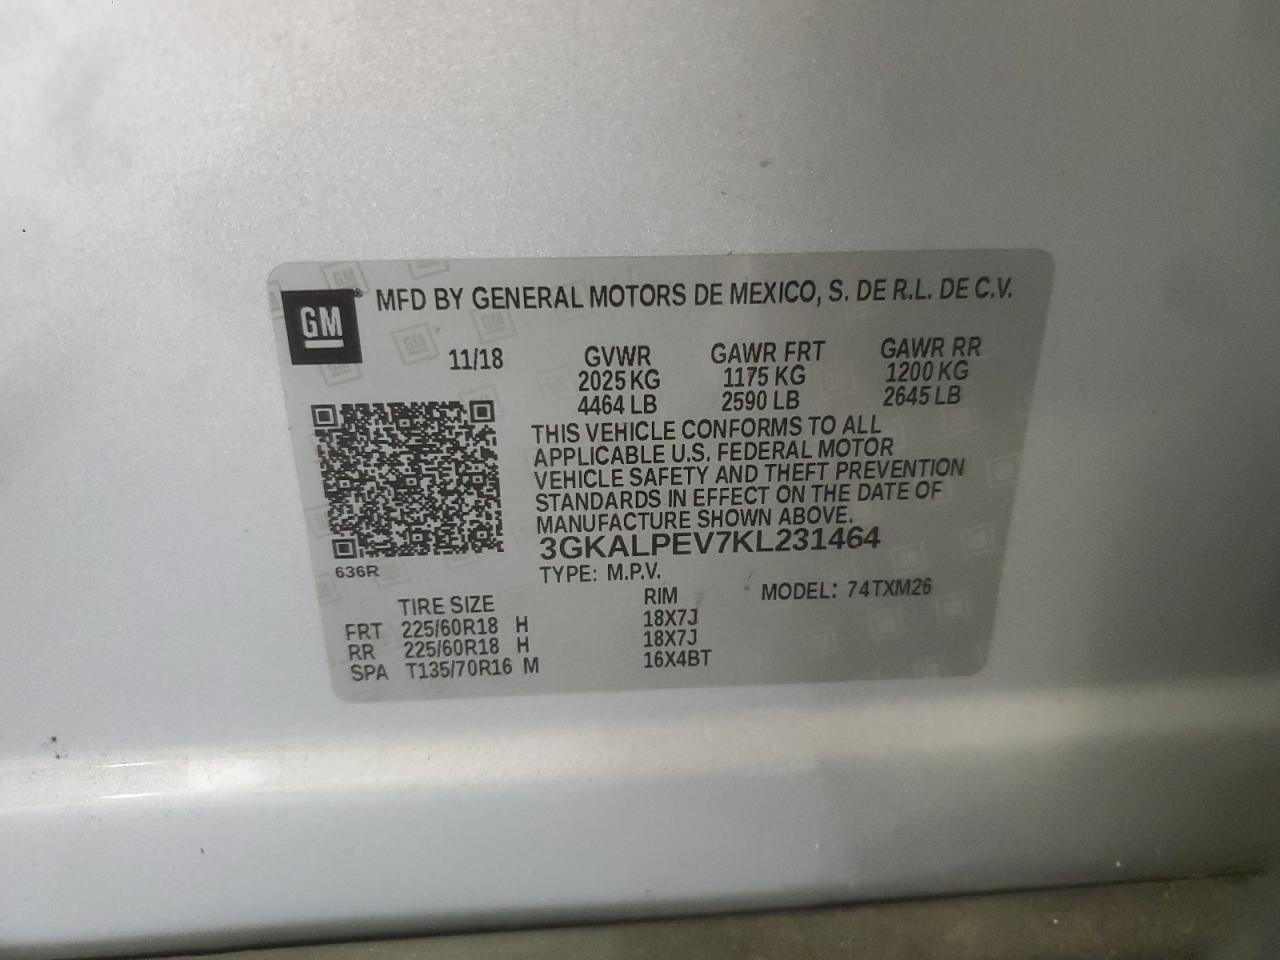 GM
MFD BY GENERAL MOTORS DE MEXICO, S. DE R.L. DE C.V.
11/18 GVWR GAWR FRT GAWR RR
2025 KG 1175 KG 1200 KG
4464 LB 2590 LB 2645 LB
THIS VEHICLE CONFORMS TO ALL
APPLICABLE U.S. FEDERAL MOTOR
VEHICLE SAFETY AND THEFT PREVENTION
STANDARDS IN EFFECT ON THE DATE OF
MANUFACTURE SHOWN ABOVE.
3GKALPEV7KL231464
636R
TYPE: M.P.V. MODEL: 74TXM26
TIRE SIZE RIM
FRT 225/60R18 H 18X7J
RR 225/60R18 H 18X7J
SPA T135/70R16 M 16X4BT